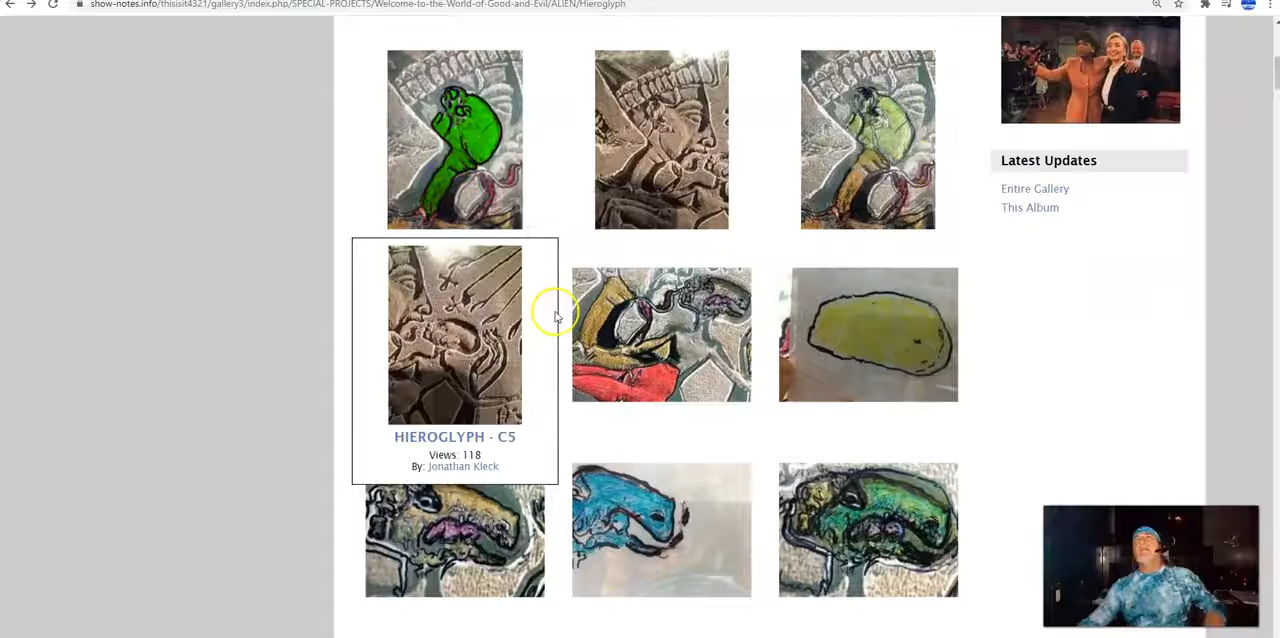 show-notes.info/thisisit4321/gallery3/index.php/SPECIAL-PROJECTS/Welcome-to-the-World-of-Good-and-Evil/ALIEN/Hieroglyph
Latest Updates
Entire Gallery
This Album
HIEROGLYPH - C5
Views: 118
By: Jonathan Kleck